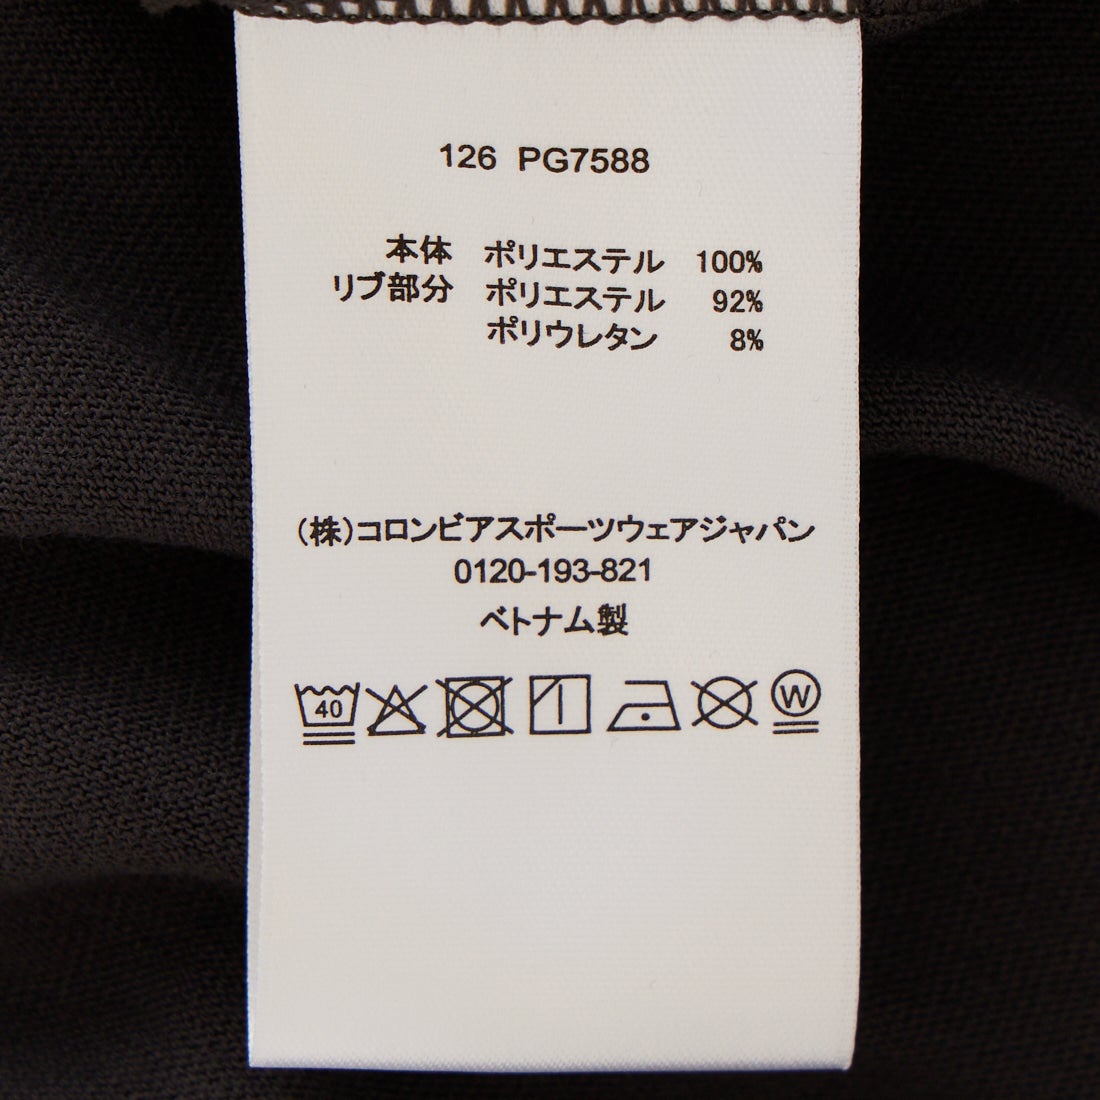 126 PG7588
本体 ポリエステル 100%
リブ部分 ポリエステル 92%
ポリウレタン 8%
(株)コロンビアスポーツウェアジャパン
0120-193-821
ベトナム製
40 W